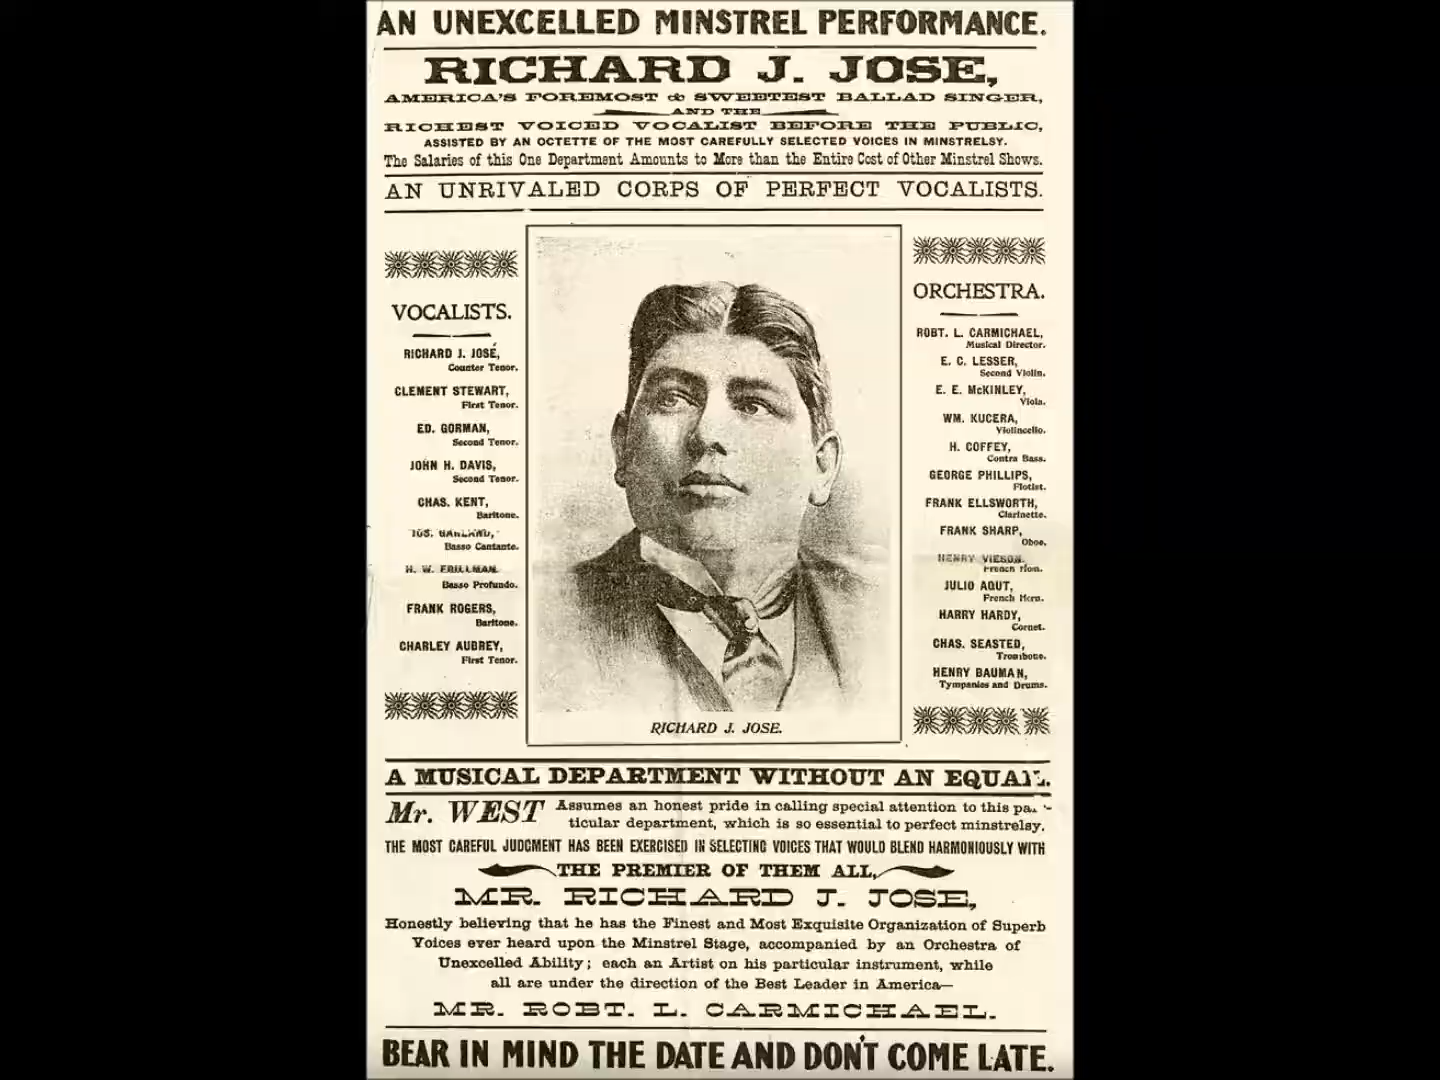 AN UNEXCELLED MINSTREL PERFORMANCE.
RICHARD J. JOSE,
AMERICA'S FOREMOST & SWEETEST BALLAD SINGER,
AND THE
RICHEST VOICED VOCALIST BEFORE THE PUBLIC,
ASSISTED BY AN OCTETTE OF THE MOST CAREFULLY SELECTED VOICES IN MINSTRELSY.
The Salaries of this One Department Amounts to More than the Entire Cost of Other Minstrel Shows.
AN UNRIVALED CORPS OF PERFECT VOCALISTS.
VOCALISTS.
RICHARD J. JOSÉ,
Counter Tenor.
CLEMENT STEWART,
First Tenor.
ED. GORMAN,
Second Tenor.
JOHN H. DAVIS,
Second Tenor.
CHAS. KENT,
Baritone.
JOS. GARLAND,
Basso Cantante.
H. W. FRILLMAN
Basso Profundo.
FRANK ROGERS,
Baritone.
CHARLEY AUBREY,
First Tenor.
RICHARD J. JOSE.
ORCHESTRA.
ROBT. L. CARMICHAEL,
Musical Director.
E. C. LESSER,
Second Violin.
E. E. McKINLEY,
Viola.
WM. KUCERA,
Violincello.
H. COFFEY,
Contra Bass.
GEORGE PHILLIPS,
Flotist.
FRANK ELLSWORTH,
Clarinette.
FRANK SHARP,
Oboe.
HENRY
French Horn.
JULIO AQUT,
French Horn.
HARRY HARDY,
Cornet.
CHAS. SEASTED,
Trombone.
HENRY BAUMAN,
Tympanies and Drums.
A MUSICAL DEPARTMENT WITHOUT AN EQUAL.
Mr. WEST Assumes an honest pride in calling special attention to this par-
ticular department, which is so essential to perfect minstrelsy.
THE MOST CAREFUL JUDGMENT HAS BEEN EXERCISED IN SELECTING VOICES THAT WOULD BLEND HARMONIOUSLY WITH
THE PREMIER OF THEM ALL,
MR. RICHARD J. JOSE,
Honestly believing that he has the Finest and Most Exquisite Organization of Superb
Voices ever heard upon the Minstrel Stage, accompanied by an Orchestra of
Unexcelled Ability; each an Artist on his particular instrument, while
all are under the direction of the Best Leader in America—
MR. ROBT. L. CARMICHAEL.
BEAR IN MIND THE DATE AND DON'T COME LATE.